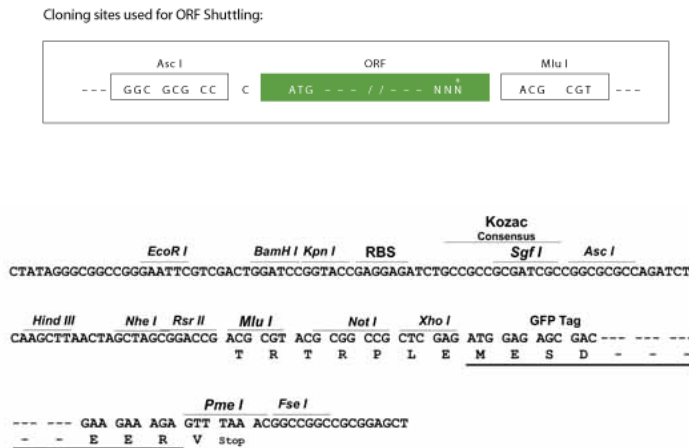 Cloning sites used for ORF Shuttling:
Asc I ORF Mlu I
--- GGC GCG CC C ATG --- //--- NNN* ACG CGT ---
Kozac
Consensus
EcoR I BamH I Kpn I RBS Sgf I Asc I
CTATAGGGCGGCCGGGAATTCGTCGACTGGATCCGGTACCGAGGAGATCTGCCGCCGCGATCGCCGGCGCGCCAGATCT
Hind III Nhe I Rsr II Mlu I Not I Xho I GFP Tag
CAAGCTTAACTAGCTAGCGGACCG ACG CGT ACG CGG CCG CTC GAG ATG GAG AGC GAC--- --- ---
T R T R P L E M E S D - - -
Pme I Fse I
--- --- GAA GAA AGA GTT TAA ACGGCCGGCCGCGGAGCT
- - E E R V Stop